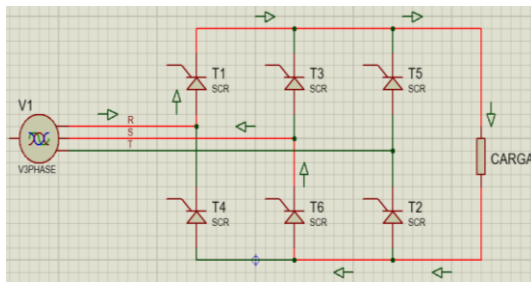 T1 T3 T5
SCR SCR SCR
V1
R
S
T
V3PHASE
CARGA
T4 T6 T2
SCR SCR SCR